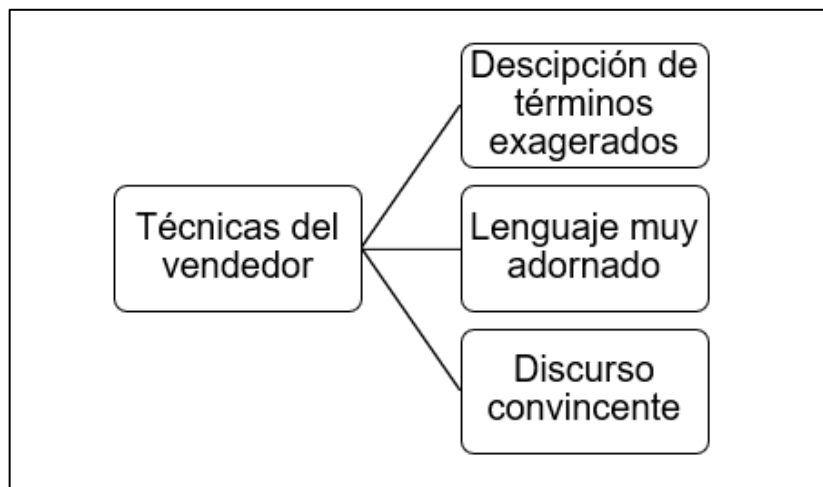 Descipción de
términos
exagerados
Técnicas del
vendedor
Lenguaje muy
adornado
Discurso
convincente